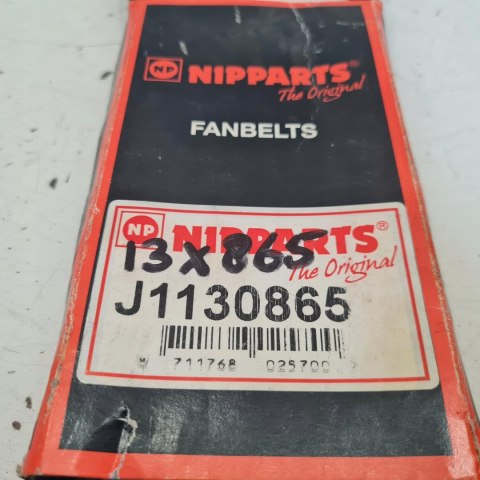 NP NIPPARTS®
The Original
FANBELTS
NP NIPPARTS®
13x865
The Original
J1130865
711768 025700